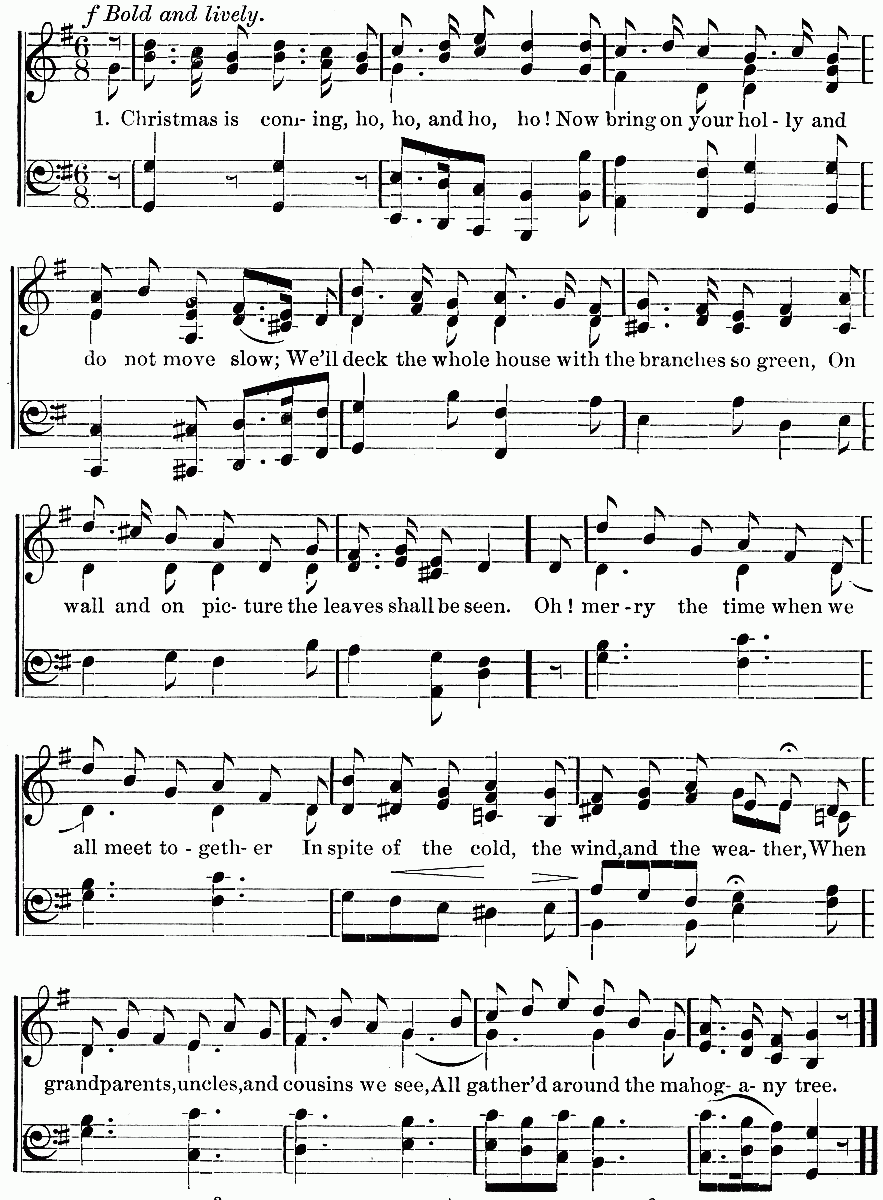 f Bold and lively.
1. Christmas is com- ing, ho, ho, and ho, ho! Now bring on your hol - ly and
do not move slow; We'll deck the whole house with the branches so green, On
wall and on pic- ture the leaves shall be seen. Oh! mer - ry the time when we
all meet to - geth- er In spite of the cold, the wind, and the wea- ther, When
grandparents, uncles, and cousins we see, All gather'd around the mahog- a- ny tree.